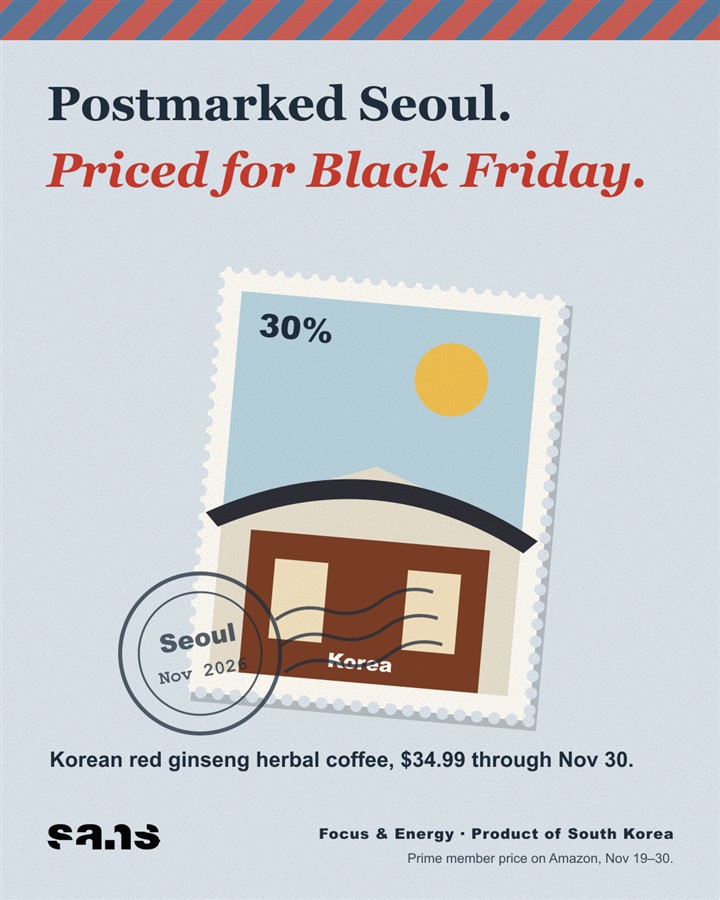 Postmarked Seoul.
Priced for Black Friday.
30%
Seoul
Nov 2026
Korea
Korean red ginseng herbal coffee, $34.99 through Nov 30.
sans
Focus & Energy · Product of South Korea
Prime member price on Amazon, Nov 19–30.